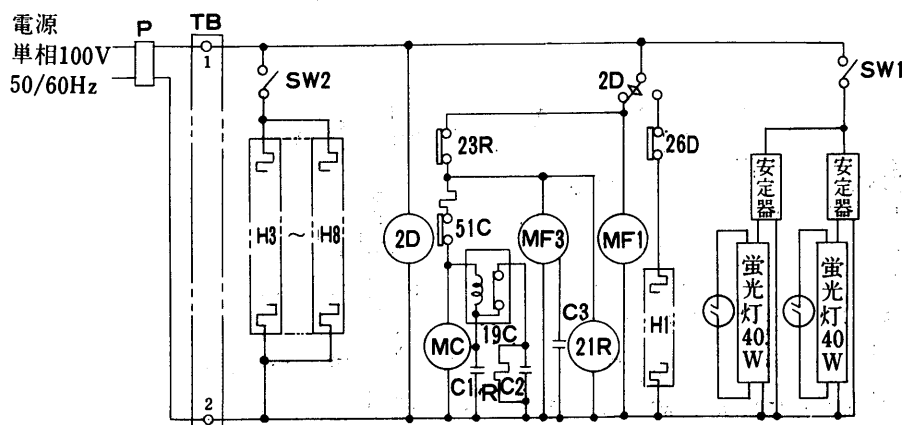 電源
単相100V
50/60Hz
P
TB
1
SW2
2D
SW1
23R
26D
51C
安定器
安定器
H3
～
H8
2D
MF3
MF1
蛍光灯40W
蛍光灯40W
19C
C3
H1
MC
21R
C1
R
C2
2